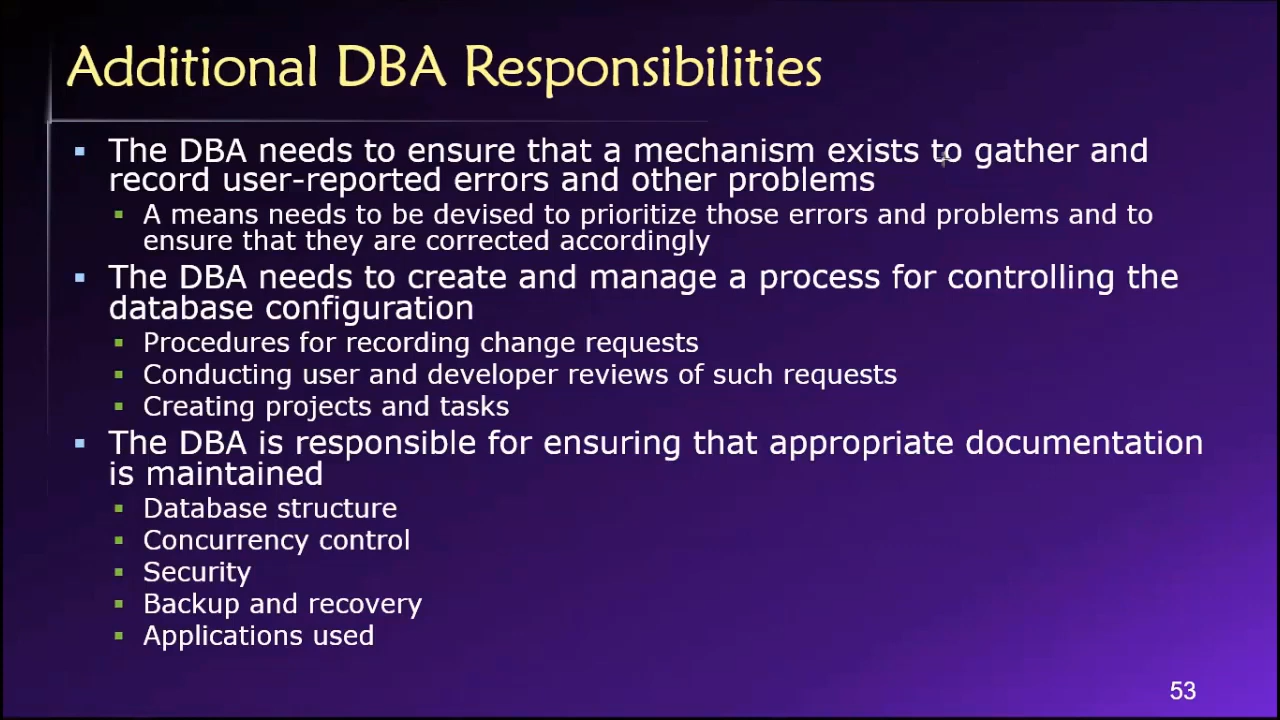 Additional DBA Responsibilities
The DBA needs to ensure that a mechanism exists to gather and
record user-reported errors and other problems
A means needs to be devised to prioritize those errors and problems and to
ensure that they are corrected accordingly
The DBA needs to create and manage a process for controlling the
database configuration
Procedures for recording change requests
Conducting user and developer reviews of such requests
Creating projects and tasks
The DBA is responsible for ensuring that appropriate documentation
is maintained
Database structure
Concurrency control
Security
Backup and recovery
Applications used
53